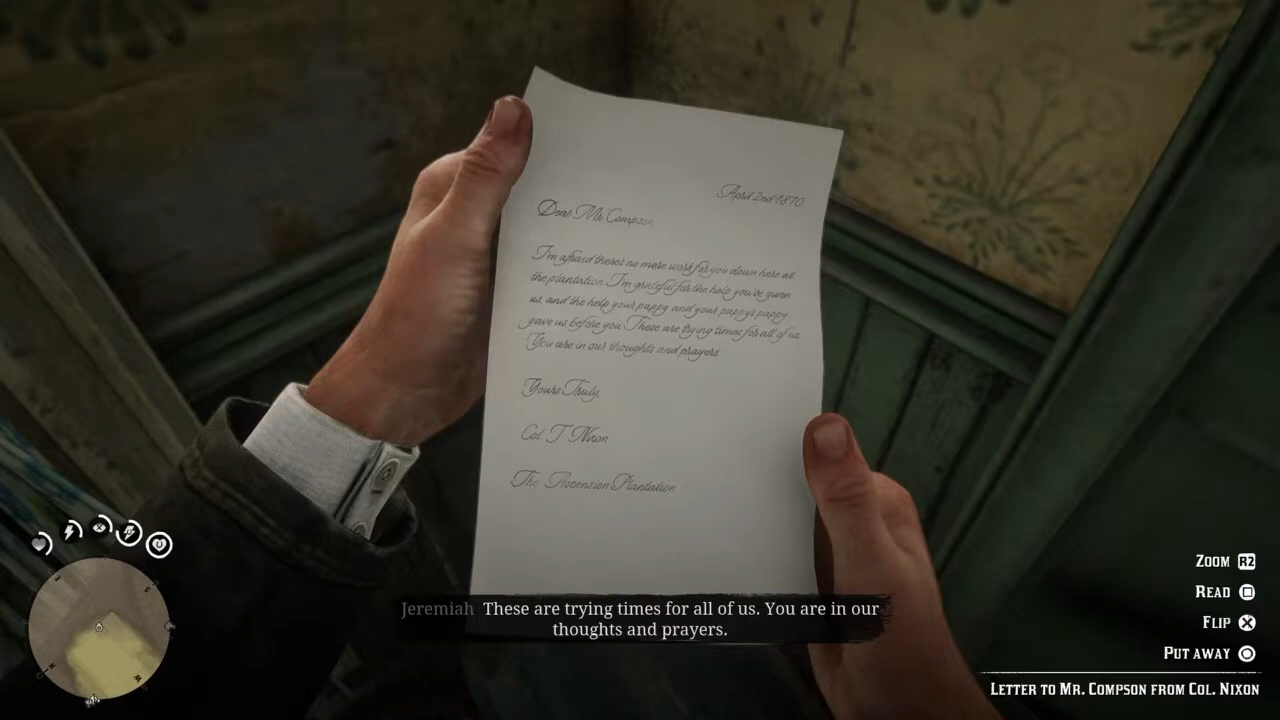 April 2nd 1870
Dear Mr Compson
I'm afraid there's no more work for you down here at
the plantation. I'm grateful for the help you've given
us, and the help your pappy and your pappy's pappy
gave us before you. These are trying times for all of us.
You are in our thoughts and prayers.
Yours Truly,
Col. T Nixon
The Ascension Plantation
Jeremiah These are trying times for all of us. You are in our
thoughts and prayers.
ZOOM R2
READ
FLIP
PUT AWAY
LETTER TO MR. COMPSON FROM COL. NIXON